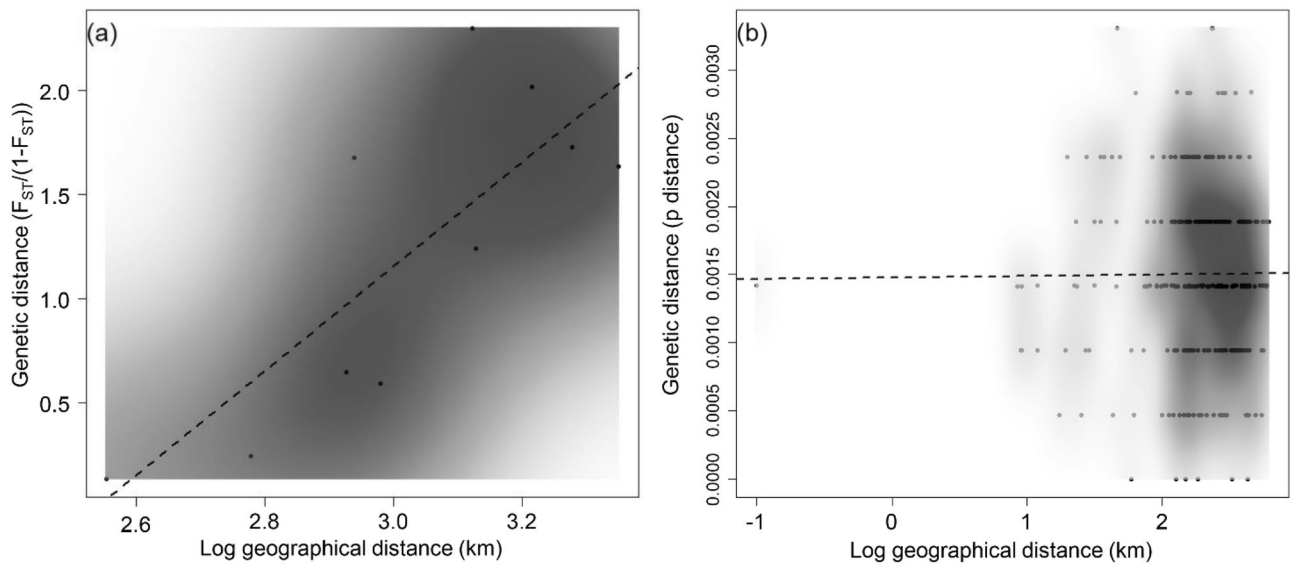 (a)
Genetic distance (F_ST/(1-F_ST))
2.0
1.5
1.0
0.5
2.6 2.8 3.0 3.2
Log geographical distance (km)
(b)
Genetic distance (p distance)
0.0030
0.0025
0.0020
0.0015
0.0010
0.0005
0.0000
-1 0 1 2
Log geographical distance (km)